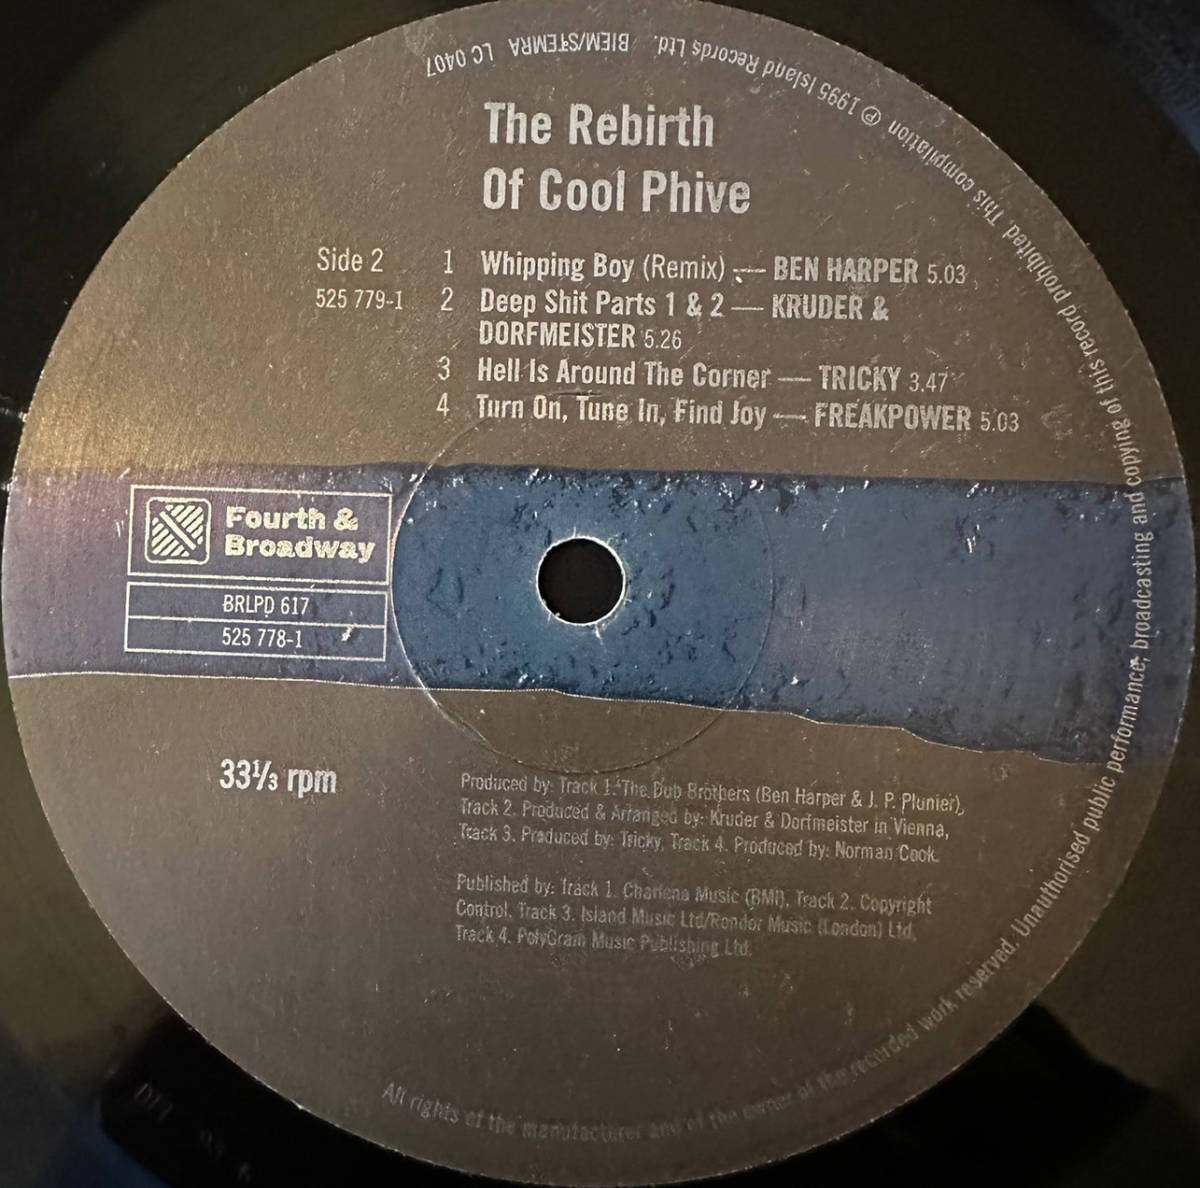 The Rebirth
Of Cool Phive
Side 2
525 779-1
1 Whipping Boy (Remix) — BEN HARPER 5.03
2 Deep Shit Parts 1 & 2 — KRUDER &
DORFMEISTER 5.26
3 Hell Is Around The Corner — TRICKY 3.47
4 Turn On, Tune In, Find Joy — FREAKPOWER 5.03
Fourth &
Broadway
BRLPD 617
525 778-1
33⅓ rpm
Produced by: Track 1. The Dub Brothers (Ben Harper & J. P. Plunier),
Track 2. Produced & Arranged by: Kruder & Dorfmeister in Vienna,
Track 3. Produced by: Tricky, Track 4. Produced by: Norman Cook.
Published by: Track 1. Charlena Music (BMI), Track 2. Copyright
Control, Track 3. Island Music Ltd/Rondor Music (London) Ltd,
Track 4. PolyGram Music Publishing Ltd.
All rights of the manufacturer and of the owner of the recorded work reserved. Unauthorised public performance, broadcasting and copying of this record prohibited. This compilation ℗ 1995 Island Records Ltd. BIEM/STEMRA LC 0407